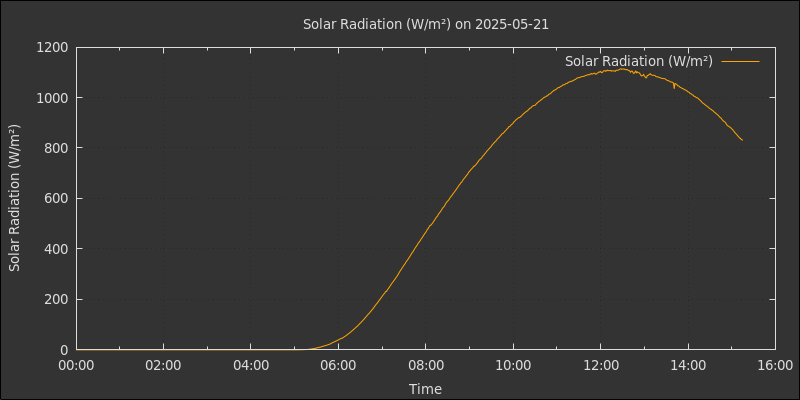 Solar Radiation (W/m²) on 2025-05-21
Solar Radiation (W/m²)
Solar Radiation (W/m²)
1200
1000
800
600
400
200
0
00:00 02:00 04:00 06:00 08:00 10:00 12:00 14:00 16:00
Time